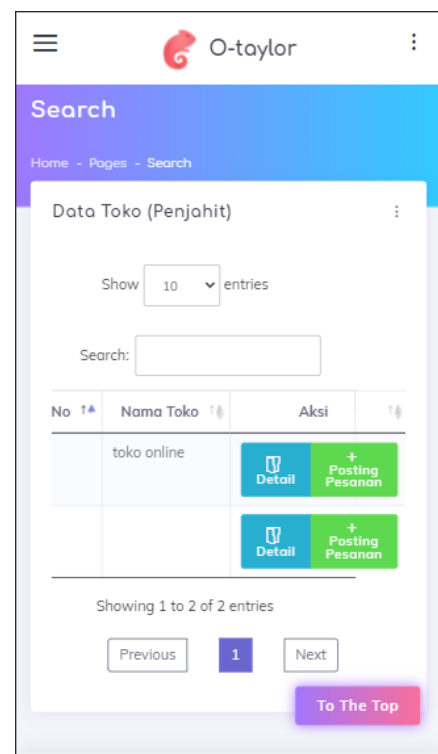 O-taylor
Search
Home - Pages - Search
Data Toko (Penjahit)
Show 10 entries
Search:
No Nama Toko Aksi
toko online
Detail
+ Posting Pesanan
Detail
+ Posting Pesanan
Showing 1 to 2 of 2 entries
Previous 1 Next
To The Top